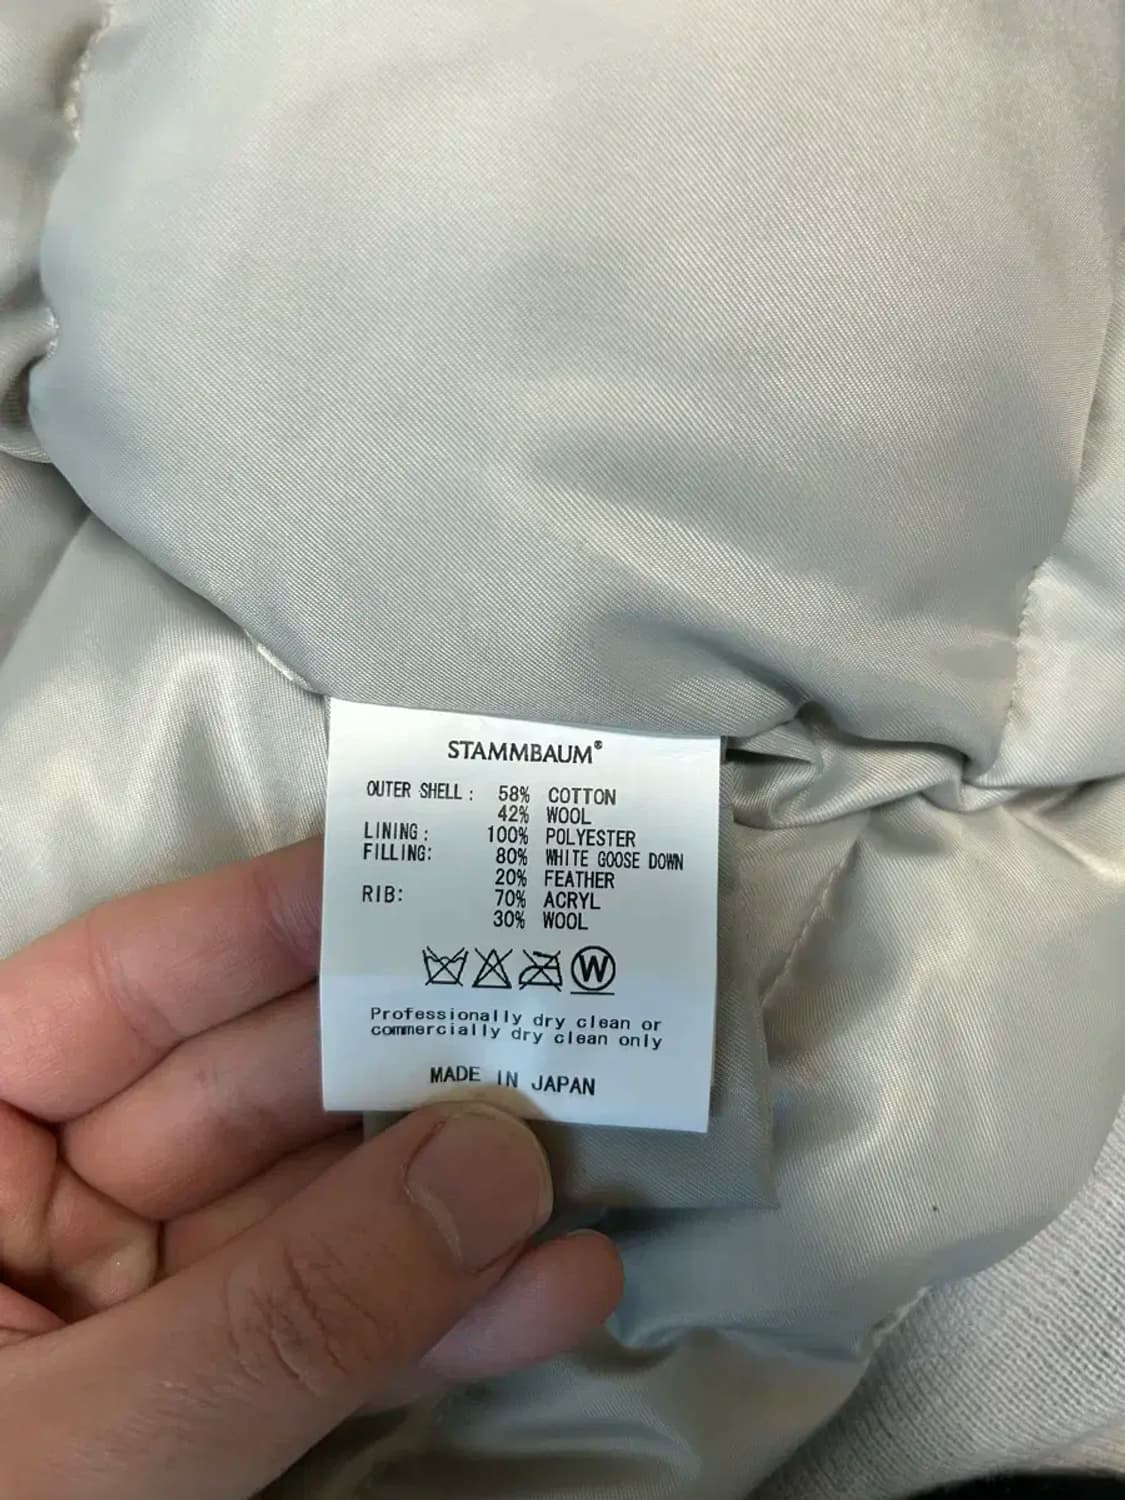 STAMMBAUM®
OUTER SHELL : 58% COTTON
42% WOOL
LINING : 100% POLYESTER
FILLING: 80% WHITE GOOSE DOWN
20% FEATHER
RIB: 70% ACRYL
30% WOOL
W
Professionally dry clean or
commercially dry clean only
MADE IN JAPAN